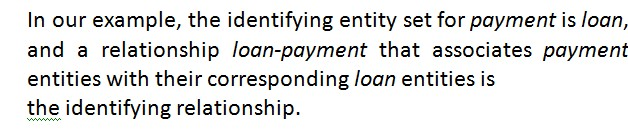 In our example, the identifying entity set for payment is loan,
and a relationship loan-payment that associates payment
entities with their corresponding loan entities is
the identifying relationship.